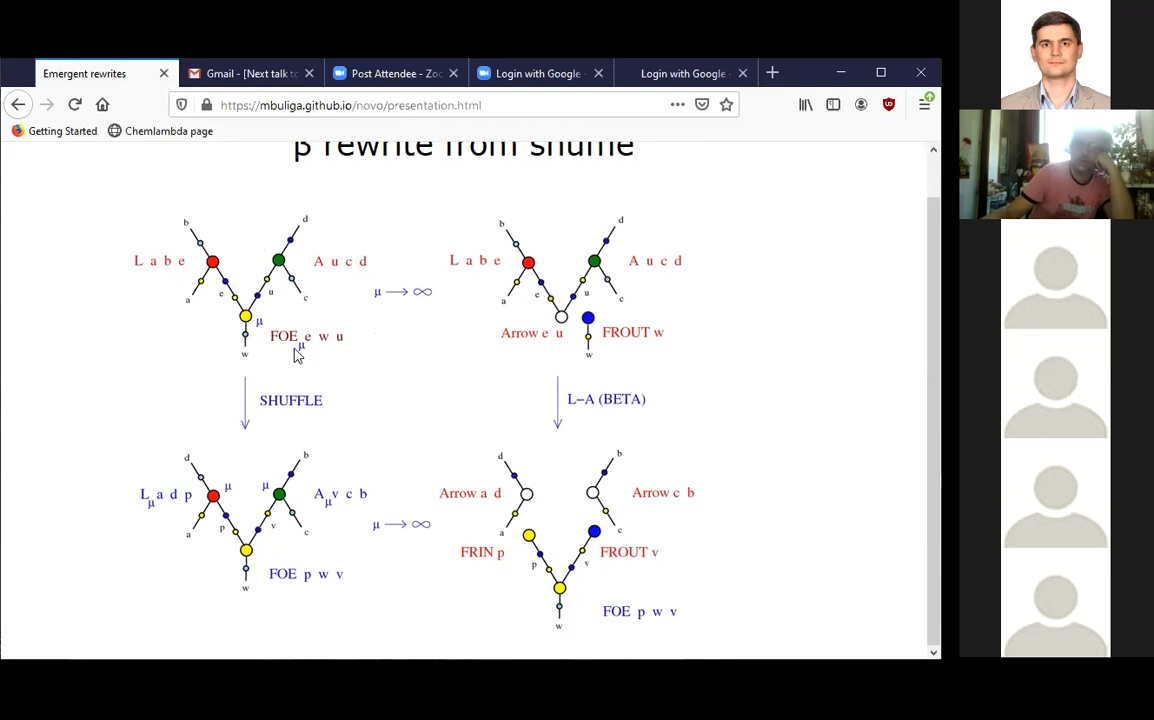 Emergent rewrites
Gmail - [Next talk to
Post Attendee - Zoo
Login with Google -
Login with Google -
https://mbuliga.github.io/novo/presentation.html
Getting Started
Chemlambda page
β rewrite from shuffle
b d b d
L a b e A u c d L a b e A u c d
μ ⟶ ∞
a e u c a e u c
μ
FOE e w u
μ
Arrow e u FROUT w
w w
SHUFFLE L−A (BETA)
d b d b
L a d p μ μ A v c b Arrow a d Arrow c b
μ μ
a p v c a c
μ ⟶ ∞
FRIN p FROUT v
p v
FOE p w v
w
FOE p w v
w